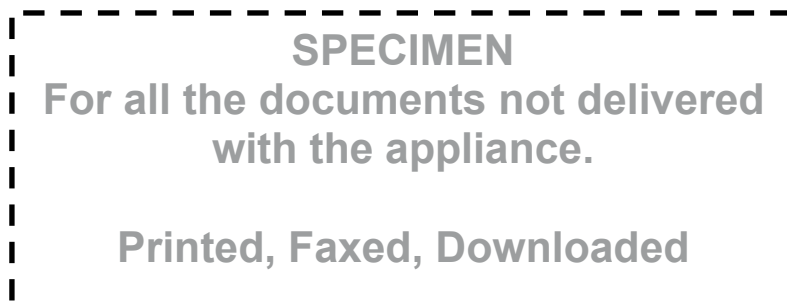 SPECIMEN
For all the documents not delivered
with the appliance.
Printed, Faxed, Downloaded